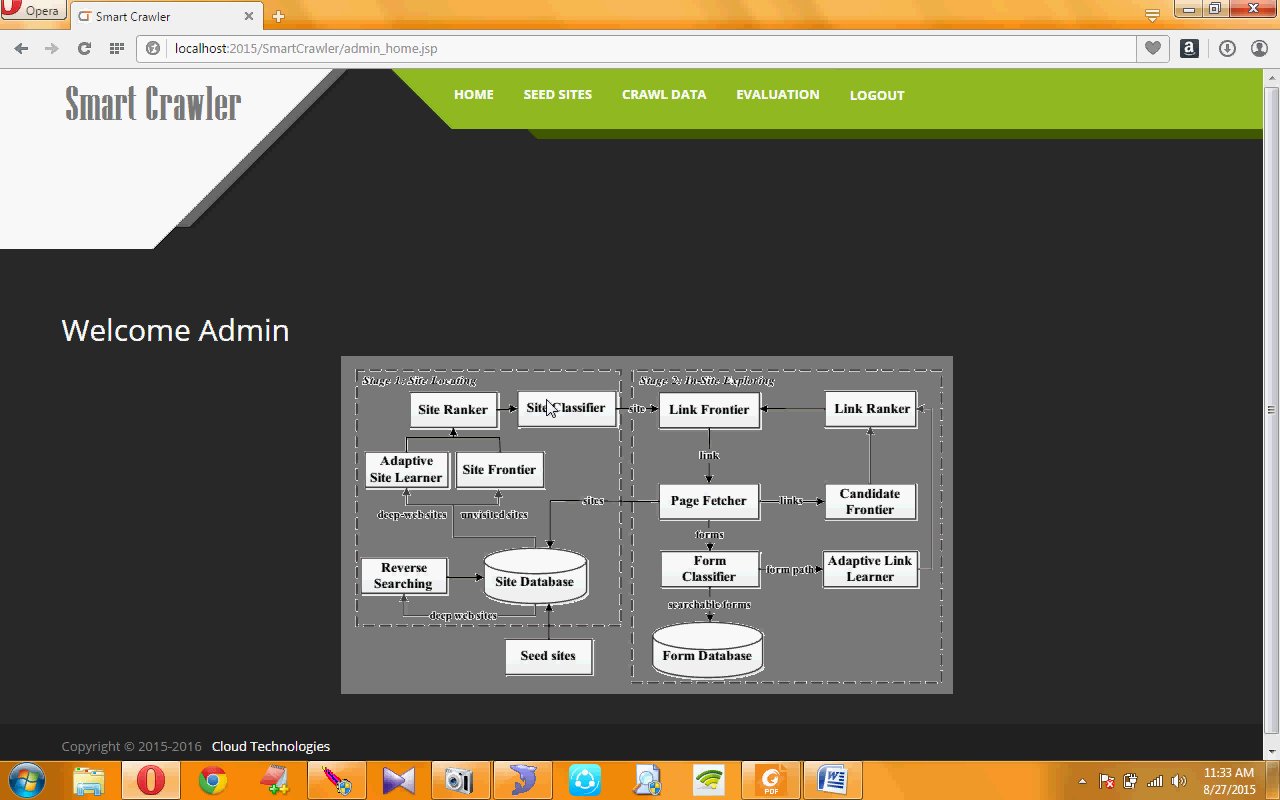 Opera
Smart Crawler
localhost:2015/SmartCrawler/admin_home.jsp
Smart Crawler
HOME
SEED SITES
CRAWL DATA
EVALUATION
LOGOUT
Welcome Admin
Stage 1: Site Locating
Site Ranker
Site Classifier
Adaptive
Site Learner
Site Frontier
deep-web sites
unvisited sites
Reverse
Searching
Site Database
deep web sites
Seed sites
site
sites
Stage 2: In-Site Exploring
Link Frontier
Link Ranker
link
Page Fetcher
links
Candidate
Frontier
forms
Form
Classifier
form path
Adaptive Link
Learner
searchable forms
Form Database
Copyright © 2015-2016 Cloud Technologies
PDF
11:33 AM
8/27/2015